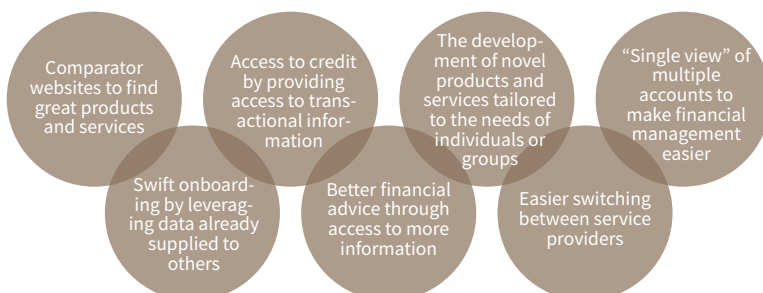 Comparator
websites to find
great products
and services
Access to credit
by providing
access to trans-
actional infor-
mation
The develop-
ment of novel
products and
services tailored
to the needs of
individuals or
groups
“Single view” of
multiple
accounts to
make financial
management
easier
Swift onboard-
ing by leverag-
ing data already
supplied to
others
Better financial
advice through
access to more
information
Easier switching
between service
providers